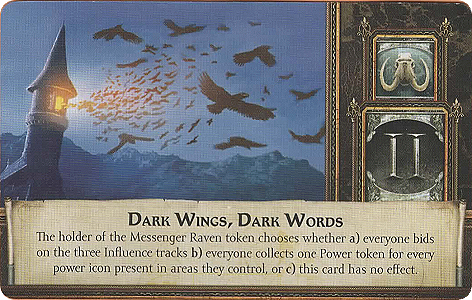 II
DARK WINGS, DARK WORDS
The holder of the Messenger Raven token chooses whether a) everyone bids
on the three Influence tracks b) everyone collects one Power token for every
power icon present in areas they control, or c) this card has no effect.